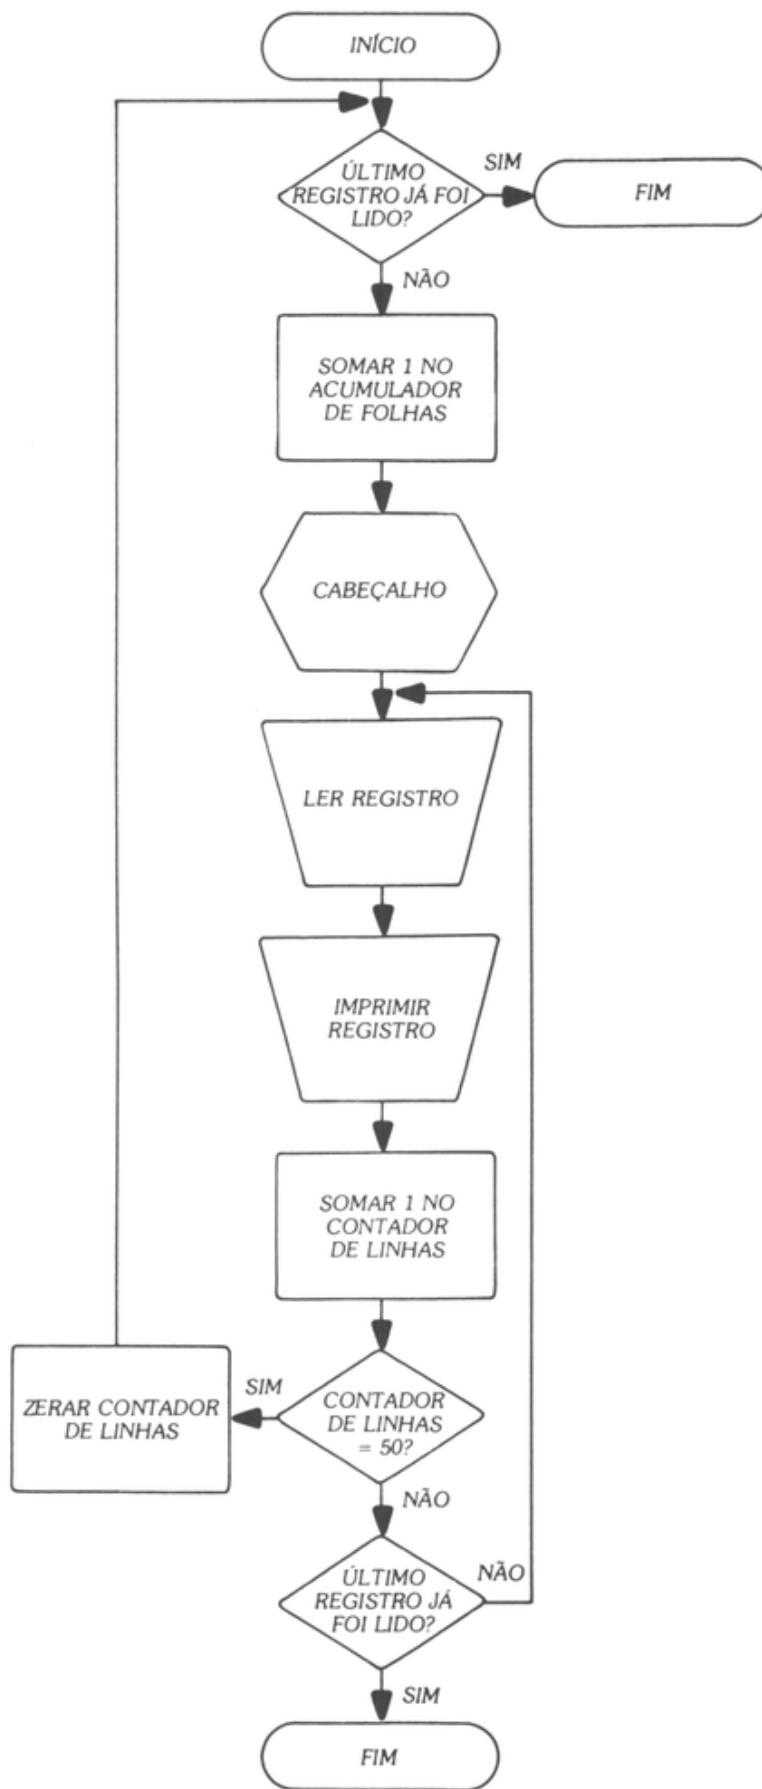 INÍCIO
ÚLTIMO
REGISTRO JÁ FOI
LIDO?
SIM
FIM
NÃO
SOMAR 1 NO
ACUMULADOR
DE FOLHAS
CABEÇALHO
LER REGISTRO
IMPRIMIR
REGISTRO
SOMAR 1 NO
CONTADOR
DE LINHAS
CONTADOR
DE LINHAS
= 50?
SIM
ZERAR CONTADOR
DE LINHAS
NÃO
ÚLTIMO
REGISTRO JÁ
FOI LIDO?
NÃO
SIM
FIM